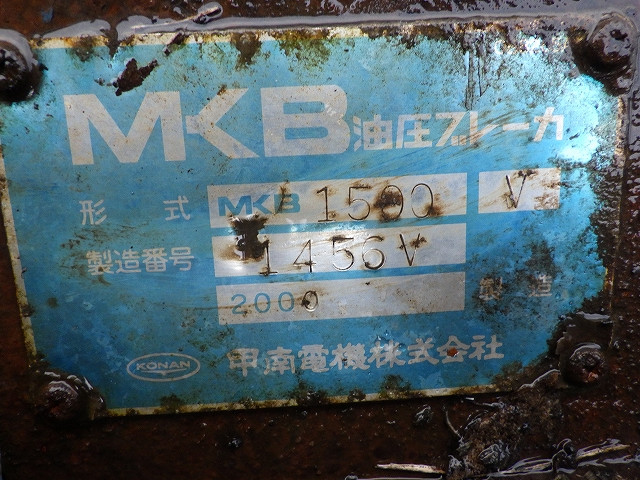 MKB 油圧ブレーカ
形式 MKB 1500 V
製造番号 1456V
2000 製造
KONAN 甲南電機株式会社